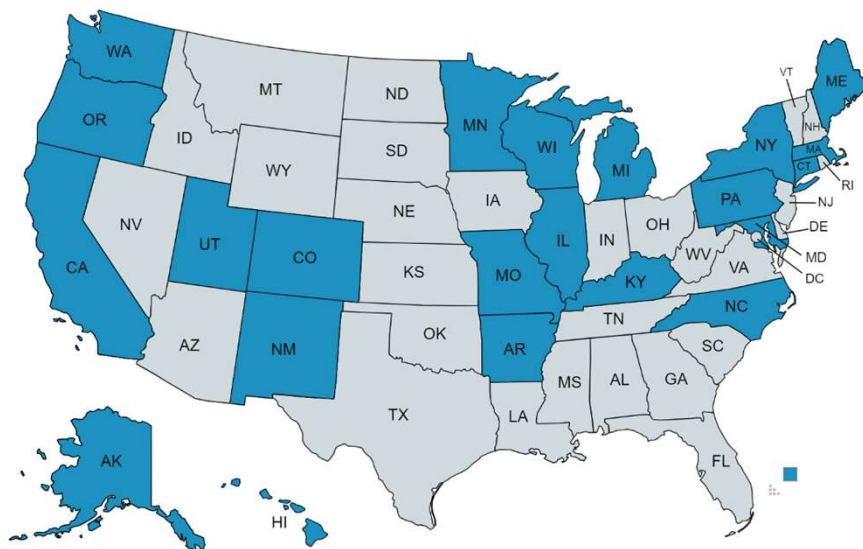 WA
MT
ND
MN
VT
ME
OR
ID
SD
WI
MI
NY
NH
MA
CT
RI
WY
IA
PA
NJ
NV
NE
OH
DE
UT
CO
IL
IN
WV
MD
CA
KS
MO
KY
VA
DC
AZ
NM
OK
AR
TN
NC
SC
MS
AL
GA
TX
LA
FL
AK
HI